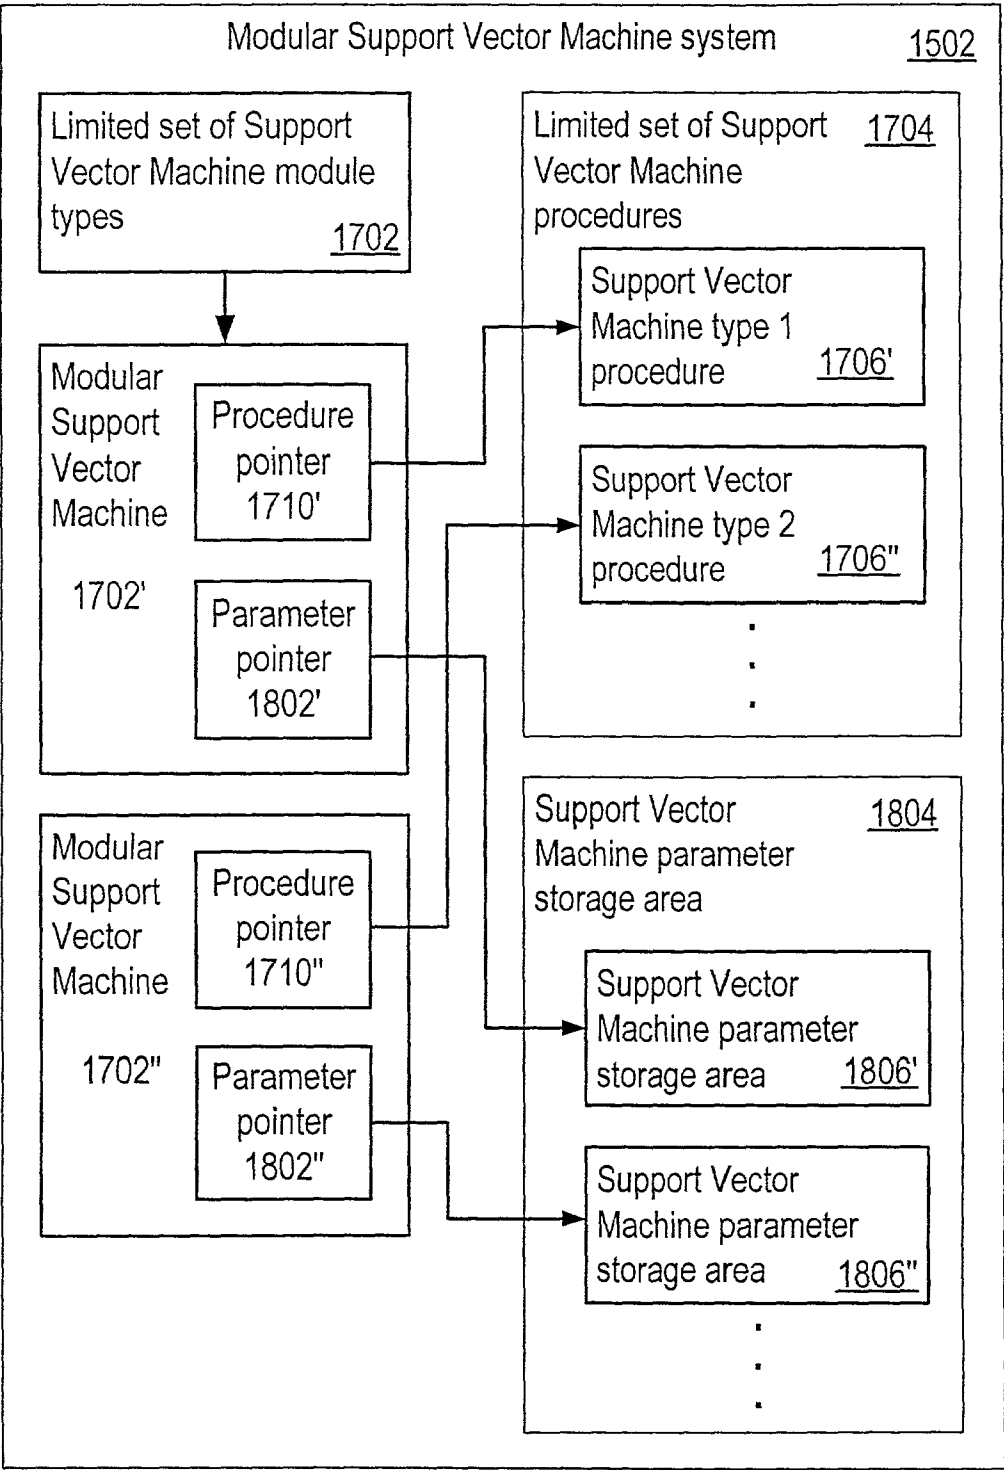 Modular Support Vector Machine system
1502
Limited set of Support
Vector Machine module
types
1702
Modular
Support
Vector
Machine
1702'
Procedure
pointer
1710'
Parameter
pointer
1802'
Modular
Support
Vector
Machine
1702"
Procedure
pointer
1710"
Parameter
pointer
1802"
Limited set of Support
Vector Machine
procedures
1704
Support Vector
Machine type 1
procedure
1706'
Support Vector
Machine type 2
procedure
1706"
Support Vector
Machine parameter
storage area
1804
Support Vector
Machine parameter
storage area
1806'
Support Vector
Machine parameter
storage area
1806"